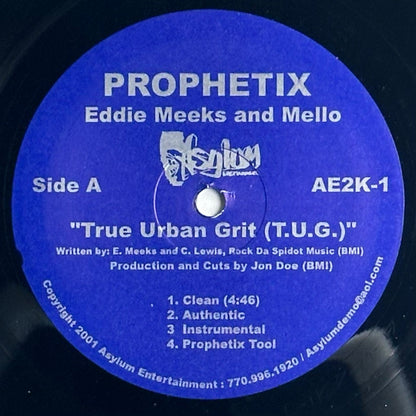 PROPHETIX
Eddie Meeks and Mello
Asylum
Side A
AE2K-1
"True Urban Grit (T.U.G.)"
Written by: E. Meeks and C. Lewis, Rock Da Spidot Music (BMI)
Production and Cuts by Jon Doe (BMI)
1. Clean (4:46)
2. Authentic
3  Instrumental
4. Prophetix Tool
Copyright 2001 Asylum Entertainment : 770.996.1920 / Asylumdemo@aol.com